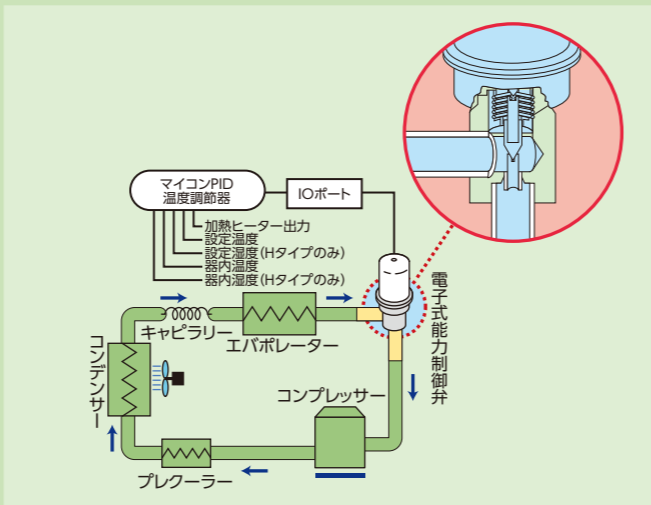 マイコンPID
温度調節器
IOポート
加熱ヒーター出力
設定温度
設定湿度(Hタイプのみ)
器内温度
器内湿度(Hタイプのみ)
キャピラリー
エバポレーター
電子式能力制御弁
コンデンサー
コンプレッサー
プレクーラー